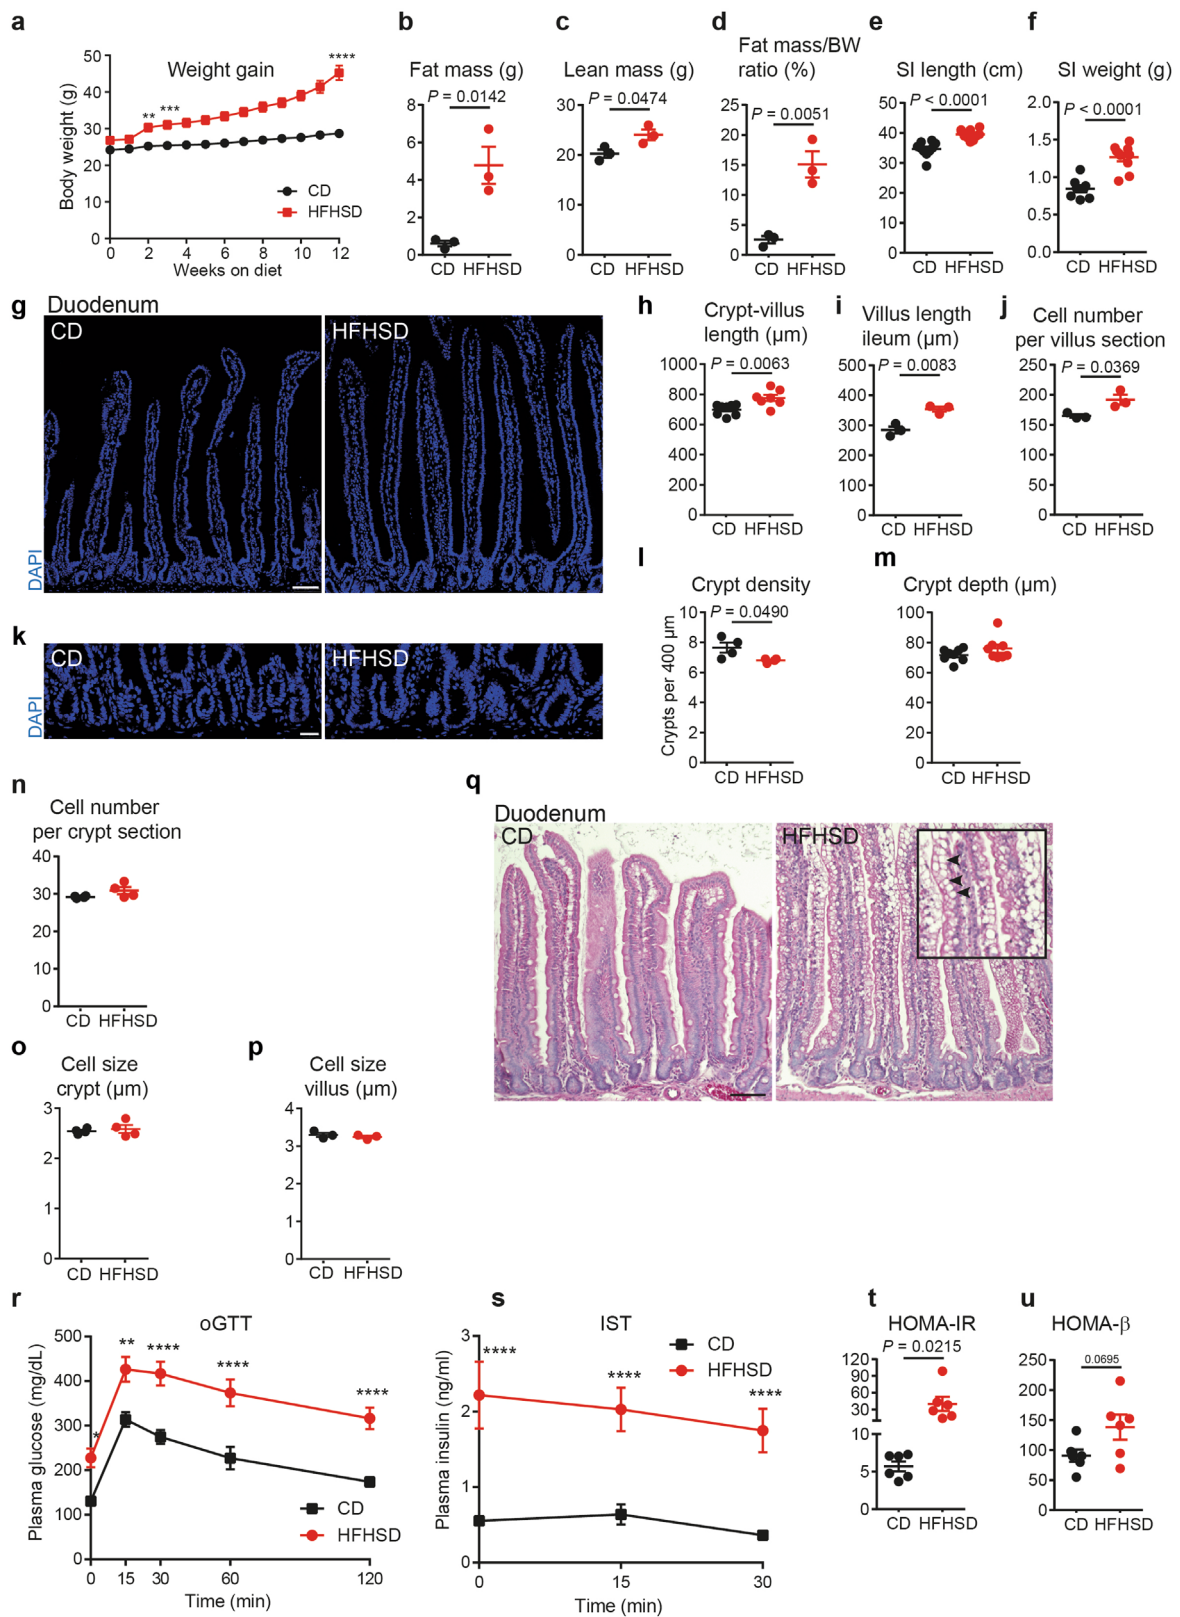 a
Weight gain
Body weight (g)
50
40
30
20
10
0
** *** ****
CD
HFHSD
0 2 4 6 8 10 12
Weeks on diet
b
Fat mass (g)
P = 0.0142
8
6
4
2
0
CD HFHSD
c
Lean mass (g)
P = 0.0474
30
20
10
0
CD HFHSD
d
Fat mass/BW
ratio (%)
P = 0.0051
25
20
15
10
5
0
CD HFHSD
e
SI length (cm)
P < 0.0001
50
40
30
20
10
0
CD HFHSD
f
SI weight (g)
P < 0.0001
2.0
1.5
1.0
0.5
0.0
CD HFHSD
g
Duodenum
CD
HFHSD
DAPI
h
Crypt-villus
length (μm)
P = 0.0063
1000
800
600
400
200
0
CD HFHSD
i
Villus length
ileum (μm)
P = 0.0083
500
400
300
200
100
0
CD HFHSD
j
Cell number
per villus section
P = 0.0369
250
200
150
100
50
0
CD HFHSD
k
CD
HFHSD
DAPI
l
Crypt density
P = 0.0490
Crypts per 400 μm
10
8
6
4
2
0
CD HFHSD
m
Crypt depth (μm)
100
80
60
40
20
0
CD HFHSD
n
Cell number
per crypt section
40
30
20
10
0
CD HFHSD
o
Cell size
crypt (μm)
3
2
1
0
CD HFHSD
p
Cell size
villus (μm)
4
3
2
1
0
CD HFHSD
q
Duodenum
CD
HFHSD
r
oGTT
Plasma glucose (mg/dL)
500
400
300
200
100
0
* ** **** **** ****
CD
HFHSD
0 15 30 60 120
Time (min)
s
IST
Plasma insulin (ng/ml)
3
2
1
0
**** **** ****
CD
HFHSD
0 15 30
Time (min)
t
HOMA-IR
P = 0.0215
120
90
60
30
10
5
0
CD HFHSD
u
HOMA-β
0.0695
250
200
150
100
50
0
CD HFHSD